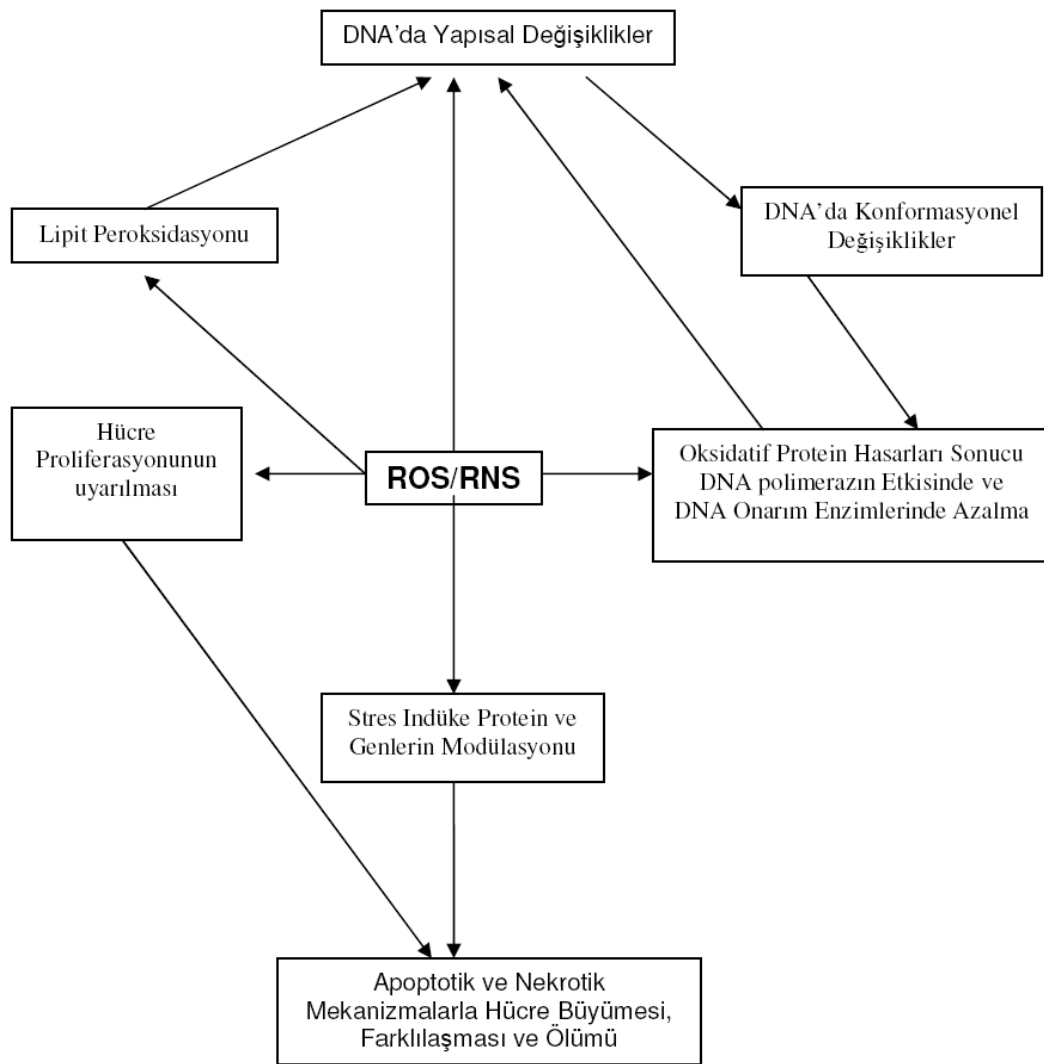 DNA'da Yapısal Değişiklikler
Lipit Peroksidasyonu
DNA'da Konformasyonel
Değişiklikler
Hücre
Proliferasyonunun
uyarılması
ROS/RNS
Oksidatif Protein Hasarları Sonucu
DNA polimerazın Etkisinde ve
DNA Onarım Enzimlerinde Azalma
Stres Indüke Protein ve
Genlerin Modülasyonu
Apoptotik ve Nekrotik
Mekanizmalarla Hücre Büyümesi,
Farklılaşması ve Ölümü